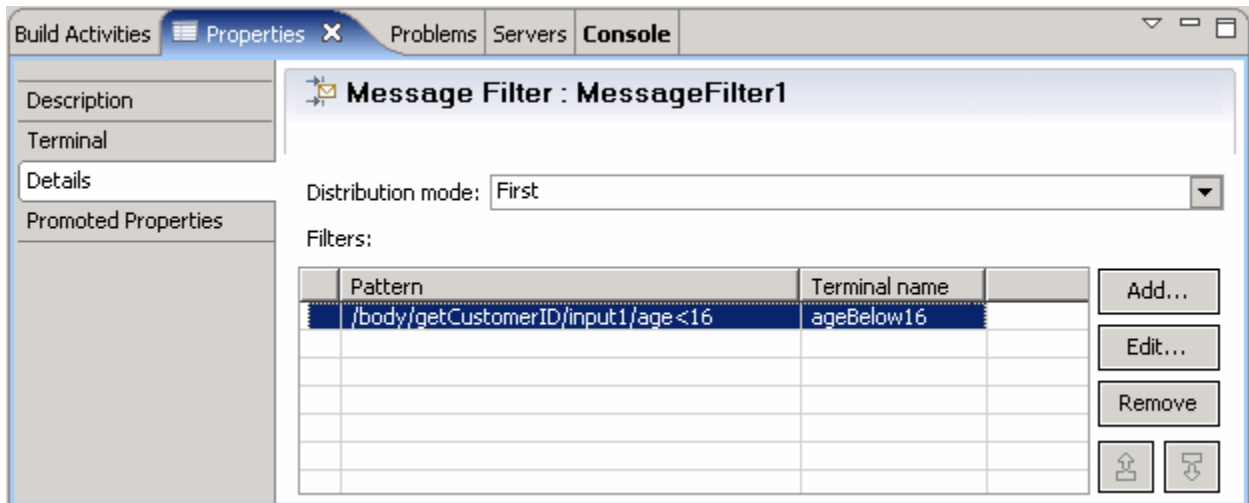 Build Activities Properties Problems Servers Console
Message Filter : MessageFilter1
Description
Terminal
Details
Promoted Properties
Distribution mode: First
Filters:
Pattern Terminal name
/body/getCustomerID/input1/age<16 ageBelow16
Add...
Edit...
Remove